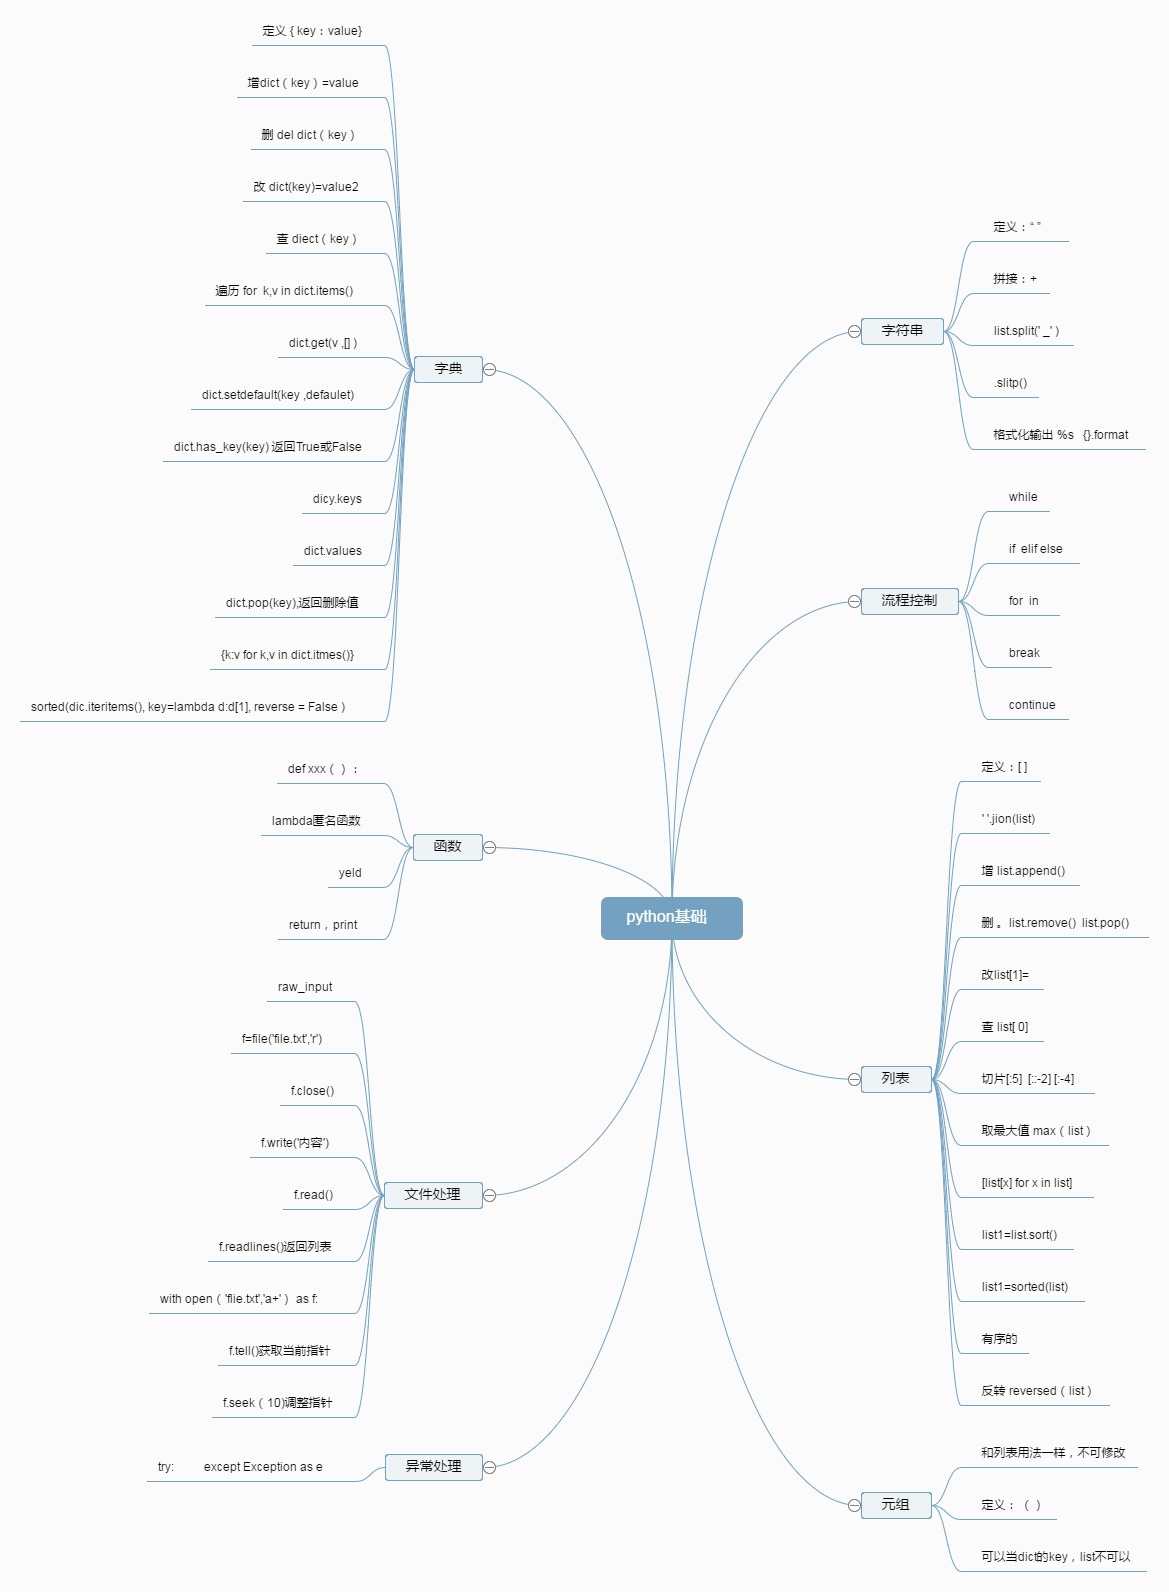 python基础
字符串
定义：“ ”
拼接：+
list.split(' _' )
.slitp()
格式化输出 %s {}.format
流程控制
while
if elif else
for in
break
continue
列表
定义：[ ]
' '.jion(list)
增 list.append()
删 。 list.remove() list.pop()
改list[1]=
查 list[ 0]
切片[:5] [::-2] [:-4]
取最大值 max（ list ）
[list[x] for x in list]
list1=list.sort()
list1=sorted(list)
有序的
反转 reversed（ list ）
元组
和列表用法一样，不可修改
定义： （ ）
可以当dict的key，list不可以
字典
定义 { key：value}
增dict（ key ）=value
删 del dict（ key ）
改 dict(key)=value2
查 diect（ key ）
遍历 for k,v in dict.items()
dict.get(v ,[] )
dict.setdefault(key ,defaulet)
dict.has_key(key) 返回True或False
dicy.keys
dict.values
dict.pop(key),返回删除值
{k:v for k,v in dict.itmes()}
sorted(dic.iteritems(), key=lambda d:d[1], reverse = False )
函数
def xxx（ ）：
lambda匿名函数
yeld
return，print
文件处理
raw_input
f=file('file.txt','r')
f.close()
f.write('内容')
f.read()
f.readlines()返回列表
with open（ 'flie.txt','a+' ） as f:
f.tell()获取当前指针
f.seek（ 10)调整指针
异常处理
try: except Exception as e